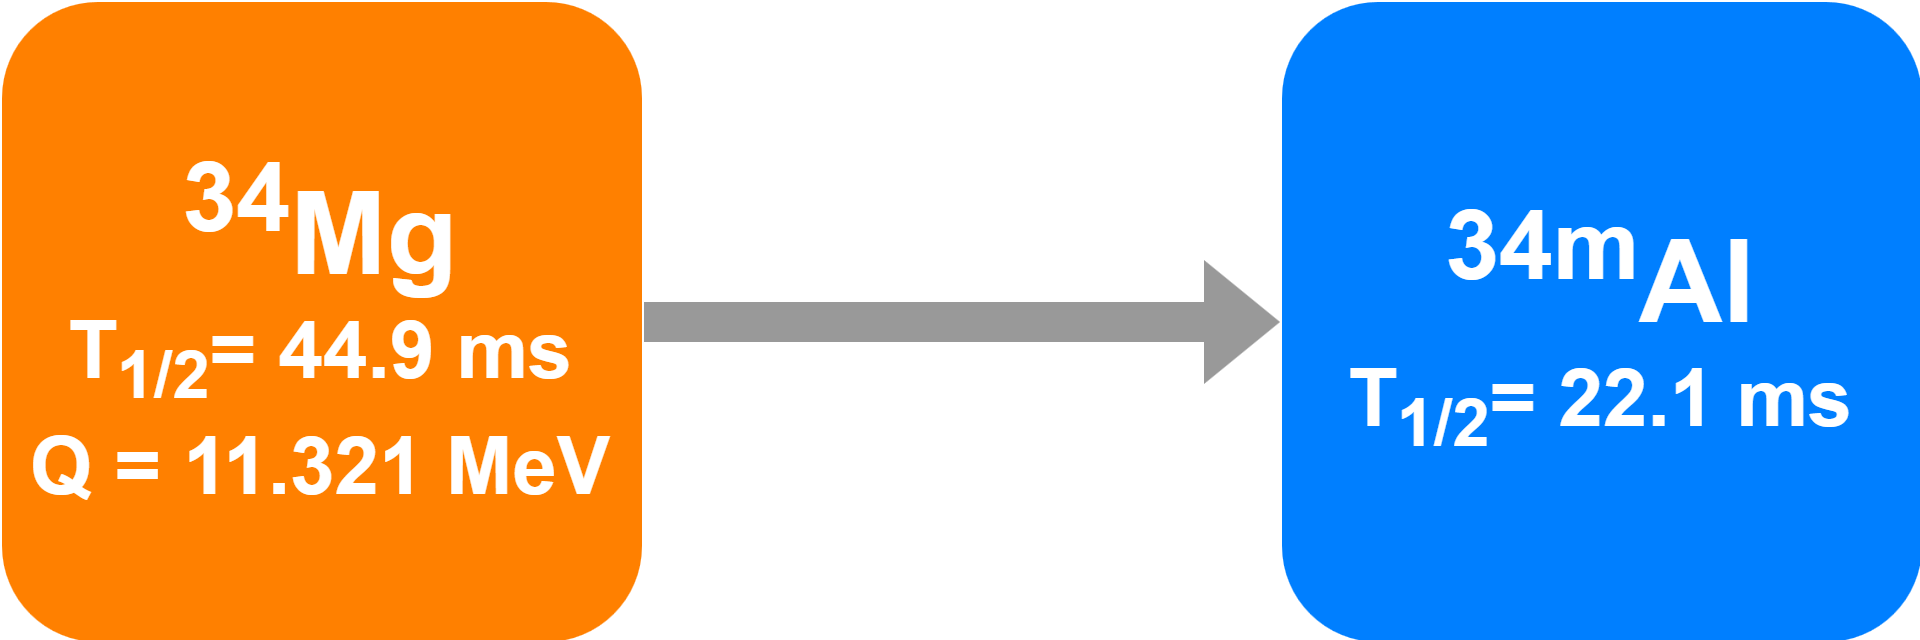 ³⁴Mg
T₁/₂= 44.9 ms
Q = 11.321 MeV
³⁴ᵐAl
T₁/₂= 22.1 ms